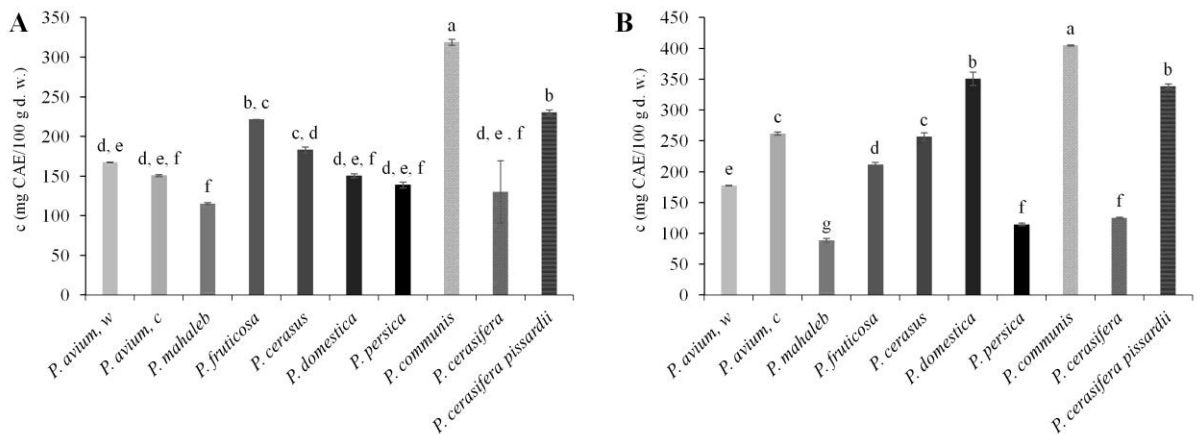 A
c (mg CAE/100 g d. w.)
350
300
250
200
150
100
50
0
d, e
d, e, f
f
b, c
c, d
d, e, f
d, e, f
a
d, e , f
b
P. avium, w
P. avium, c
P. mahaleb
P. fruticosa
P. cerasus
P. domestica
P. persica
P. communis
P. cerasifera
P. cerasifera pissardii
B
c (mg CAE/100 g d. w.)
450
400
350
300
250
200
150
100
50
0
e
c
g
d
c
b
f
a
f
b
P. avium, w
P. avium, c
P. mahaleb
P. fruticosa
P. cerasus
P. domestica
P. persica
P. communis
P. cerasifera
P. cerasifera pissardii